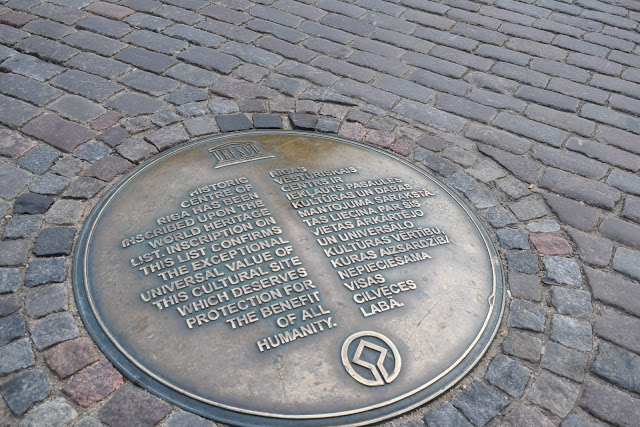 UNESCO
HISTORIC
CENTRE OF
RIGA HAS BEEN
INSCRIBED UPON THE
WORLD HERITAGE
LIST. INSCRIPTION ON
THIS LIST CONFIRMS
THE EXCEPTIONAL
UNIVERSAL VALUE OF
THIS CULTURAL SITE
WHICH DESERVES
PROTECTION FOR
THE BENEFIT
OF ALL
HUMANITY.
RĪGAS
VĒSTURISKAIS
CENTRS IR
IEKĻAUTS PASAULES
KULTŪRAS UN DABAS
MANTOJUMA SARAKSTĀ,
TAS LIECINA PAR ŠĪS
VIETAS ĀRKĀRTĒJO
UN UNIVERSĀLO
KULTŪRAS VĒRTĪBU,
KURAS AIZSARDZĪBA
NEPIECIEŠAMA
VISAS
CILVĒCES
LABĀ.